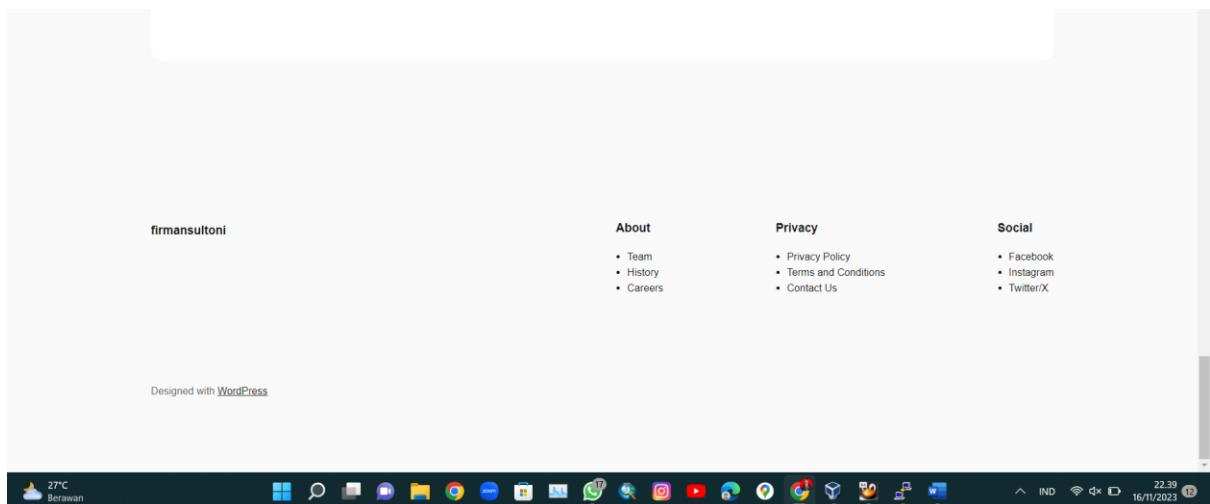 firmansultoni
About
• Team
• History
• Careers
Privacy
• Privacy Policy
• Terms and Conditions
• Contact Us
Social
• Facebook
• Instagram
• Twitter/X
Designed with WordPress
27°C
Berawan
IND
22.39
16/11/2023
12